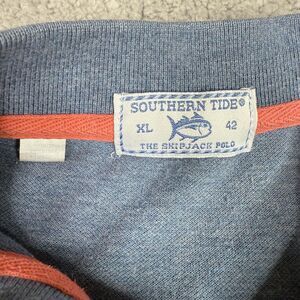 SOUTHERN TIDE®
XL 42
THE SKIPJACK POLO